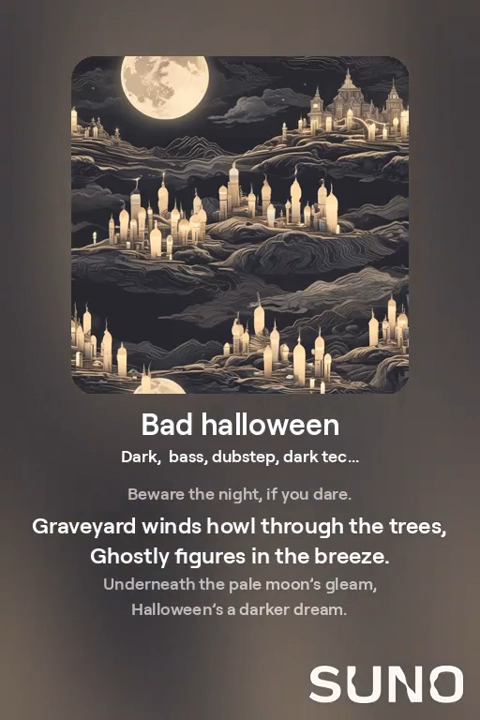 Bad halloween
Dark,  bass, dubstep, dark tec...
Beware the night, if you dare.
Graveyard winds howl through the trees,
Ghostly figures in the breeze.
Underneath the pale moon's gleam,
Halloween's a darker dream.
SUNO